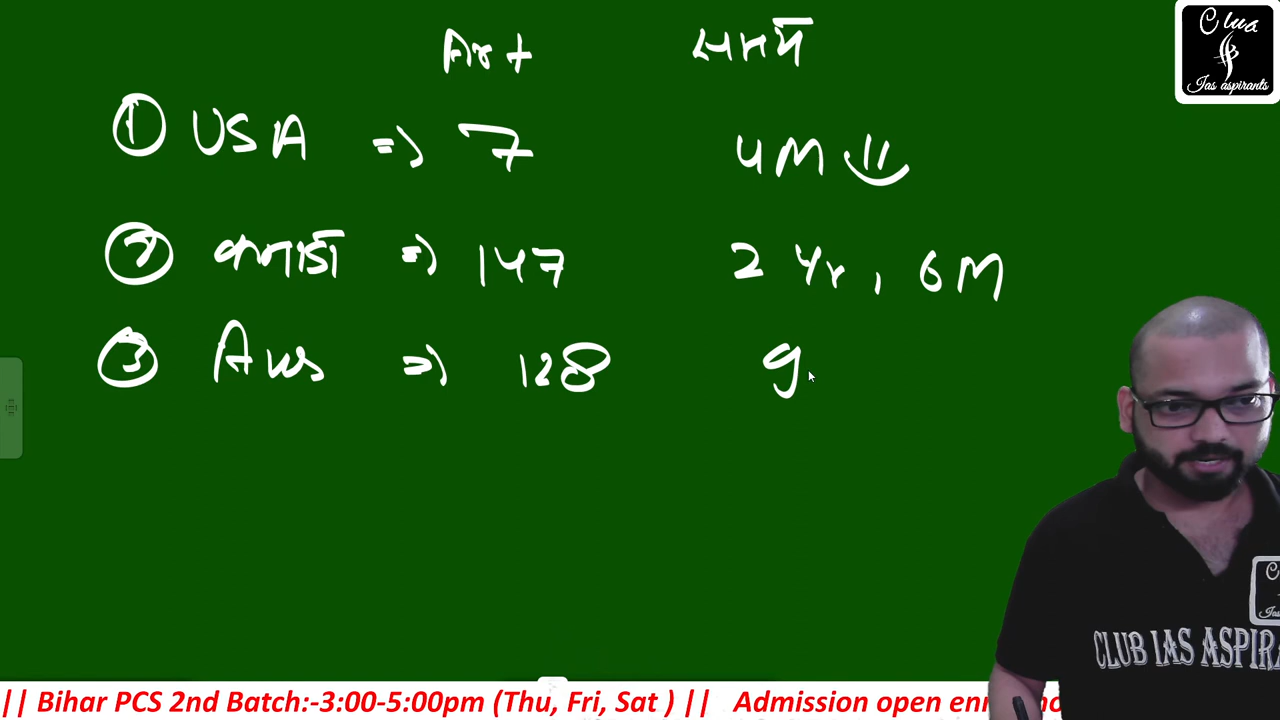 Art समय
① USA => 7 4M
② कनाडा => 147 2 Yr, 6M
③ Aus => 128 9
Club
Ias aspirants
CLUB IAS ASPIRA
|| Bihar PCS 2nd Batch:-3:00-5:00pm (Thu, Fri, Sat ) || Admission open